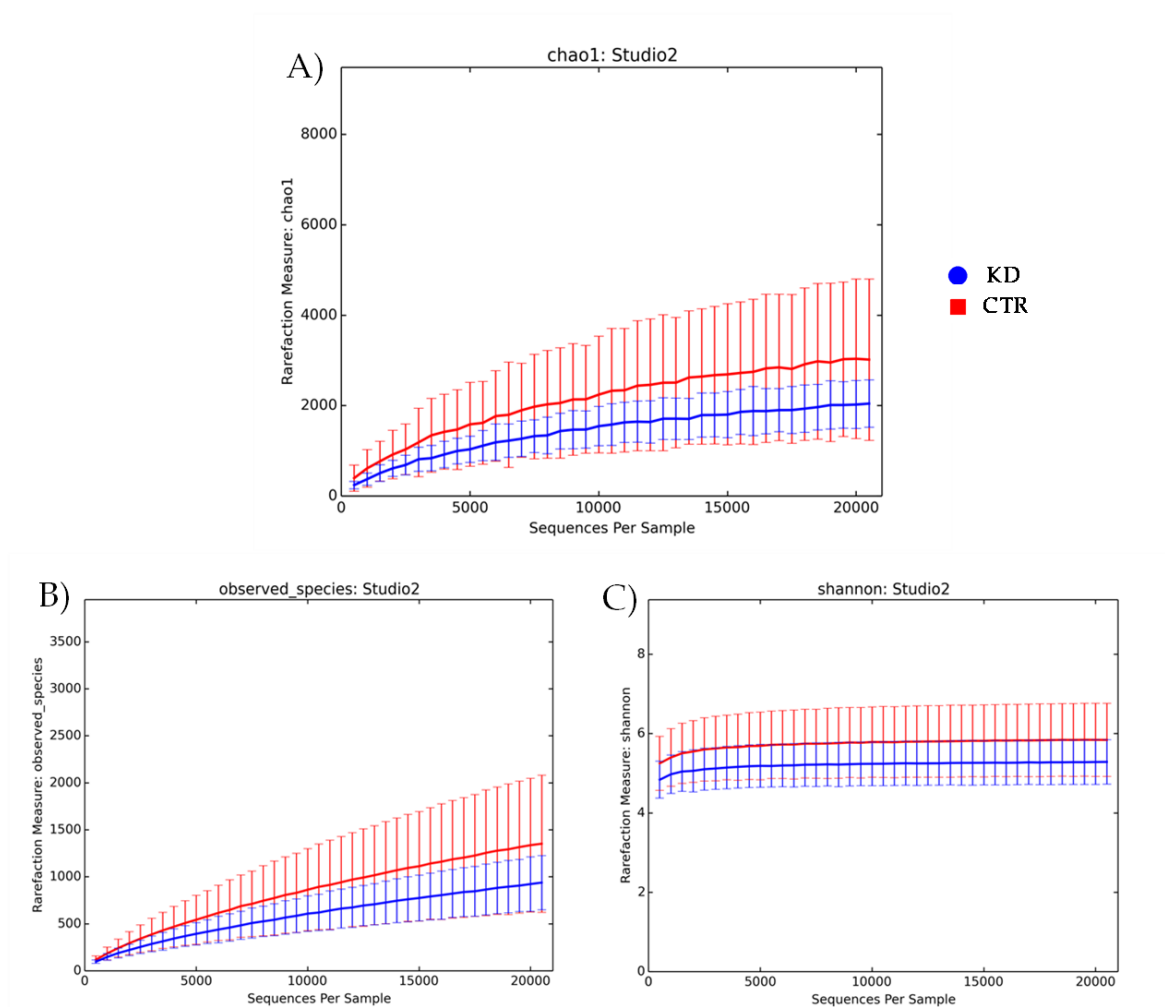 A)
chao1: Studio2
Rarefaction Measure: chao1
8000
6000
4000
2000
0
0 5000 10000 15000 20000
Sequences Per Sample
KD
CTR
B)
observed_species: Studio2
Rarefaction Measure: observed_species
3500
3000
2500
2000
1500
1000
500
0
0 5000 10000 15000 20000
Sequences Per Sample
C)
shannon: Studio2
Rarefaction Measure: shannon
8
6
4
2
0
0 5000 10000 15000 20000
Sequences Per Sample